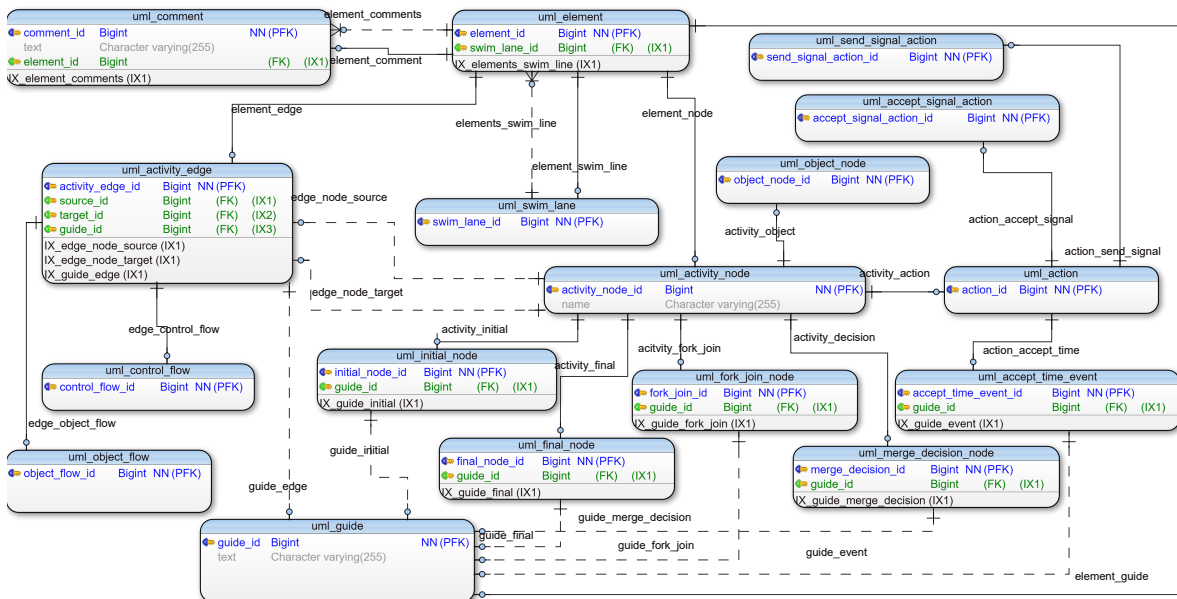 uml_comment
comment_id Bigint NN (PFK)
text Character varying(255)
element_id Bigint (FK) (IX1)
IX_element_comments (IX1)
element_comments
element_comment
uml_element
element_id Bigint NN (PFK)
swim_lane_id Bigint (FK) (IX1)
IX_elements_swim_line (IX1)
uml_send_signal_action
send_signal_action_id Bigint NN (PFK)
uml_accept_signal_action
accept_signal_action_id Bigint NN (PFK)
element_edge
elements_swim_line
element_node
element_swim_line
uml_object_node
object_node_id Bigint NN (PFK)
uml_activity_edge
activity_edge_id Bigint NN (PFK)
source_id Bigint (FK) (IX1)
target_id Bigint (FK) (IX2)
guide_id Bigint (FK) (IX3)
IX_edge_node_source (IX1)
IX_edge_node_target (IX1)
IX_guide_edge (IX1)
edge_node_source
uml_swim_lane
swim_lane_id Bigint NN (PFK)
activity_object
action_accept_signal
action_send_signal
edge_node_target
uml_activity_node
activity_node_id Bigint NN (PFK)
name Character varying(255)
activity_action
uml_action
action_id Bigint NN (PFK)
edge_control_flow
activity_initial
activity_final
acitvity_fork_join
activity_decision
action_accept_time
uml_control_flow
control_flow_id Bigint NN (PFK)
uml_initial_node
initial_node_id Bigint NN (PFK)
guide_id Bigint (FK) (IX1)
IX_guide_initial (IX1)
uml_fork_join_node
fork_join_id Bigint NN (PFK)
guide_id Bigint (FK) (IX1)
IX_guide_fork_join (IX1)
uml_accept_time_event
accept_time_event_id Bigint NN (PFK)
guide_id Bigint (FK) (IX1)
IX_guide_event (IX1)
edge_object_flow
uml_object_flow
object_flow_id Bigint NN (PFK)
guide_initial
uml_final_node
final_node_id Bigint NN (PFK)
guide_id Bigint (FK) (IX1)
IX_guide_final (IX1)
uml_merge_decision_node
merge_decision_id Bigint NN (PFK)
guide_id Bigint (FK) (IX1)
IX_guide_merge_decision (IX1)
guide_edge
uml_guide
guide_id Bigint NN (PFK)
text Character varying(255)
guide_merge_decision
guide_final
guide_fork_join
guide_event
element_guide